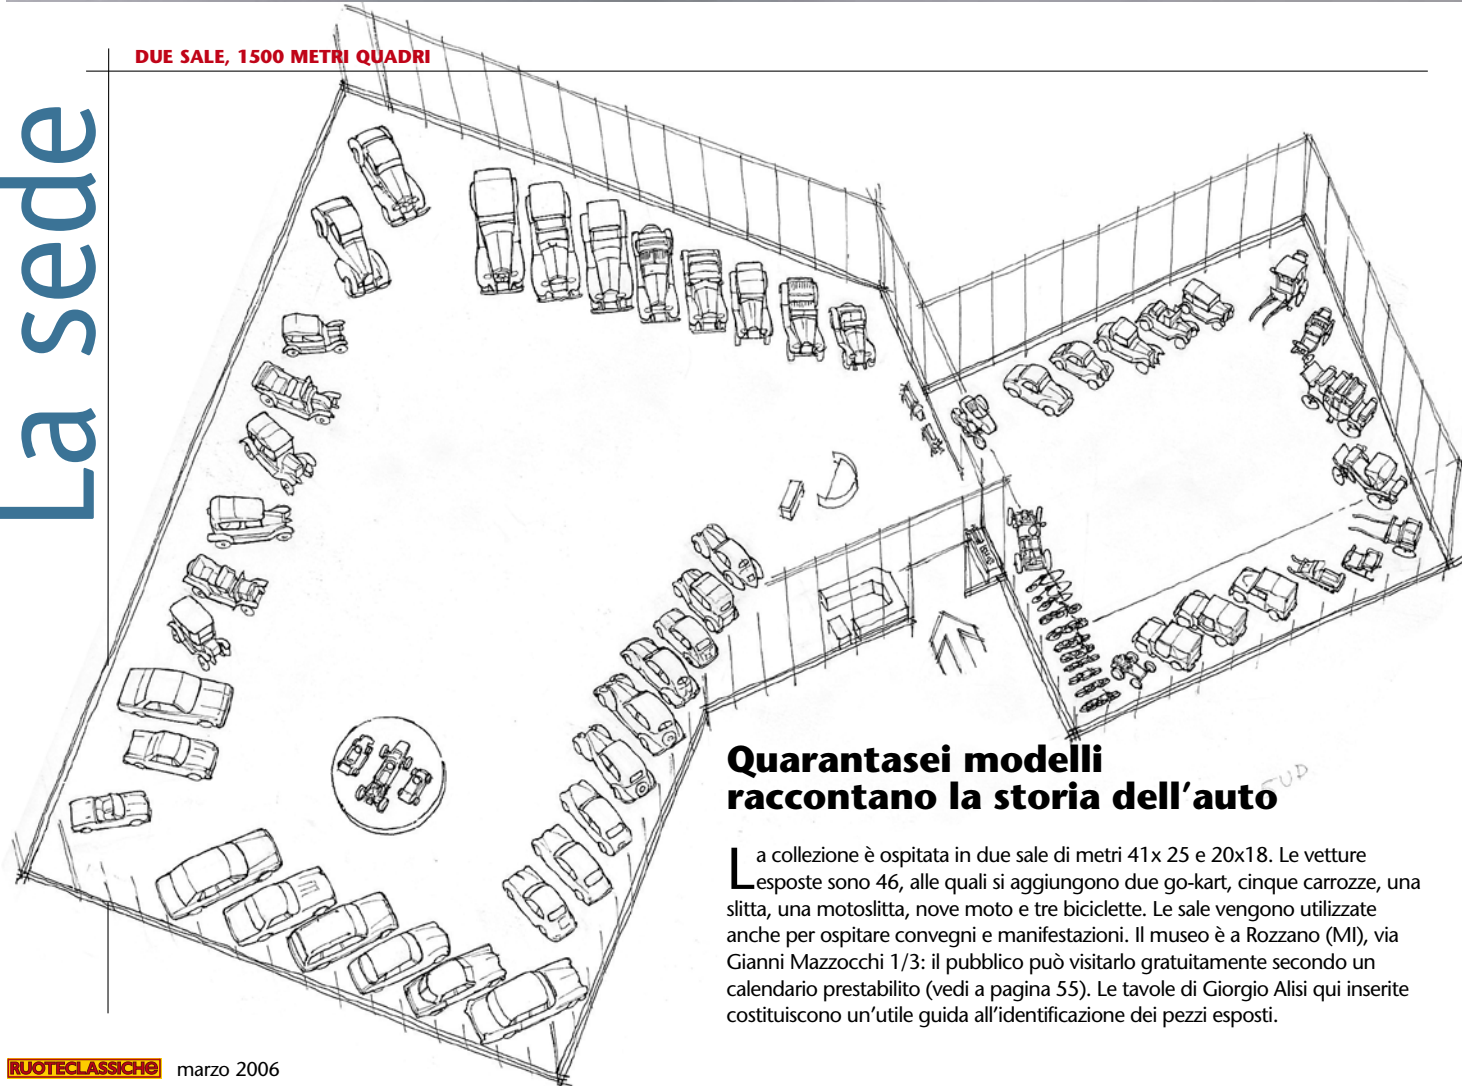 La sede
DUE SALE, 1500 METRI QUADRI
SUD
Quarantasei modelli
raccontano la storia dell'auto
La collezione è ospitata in due sale di metri 41x 25 e 20x18. Le vetture
esposte sono 46, alle quali si aggiungono due go-kart, cinque carrozze, una
slitta, una motoslitta, nove moto e tre biciclette. Le sale vengono utilizzate
anche per ospitare convegni e manifestazioni. Il museo è a Rozzano (MI), via
Gianni Mazzocchi 1/3: il pubblico può visitarlo gratuitamente secondo un
calendario prestabilito (vedi a pagina 55). Le tavole di Giorgio Alisi qui inserite
costituiscono un'utile guida all'identificazione dei pezzi esposti.
RUOTECLASSICHE marzo 2006